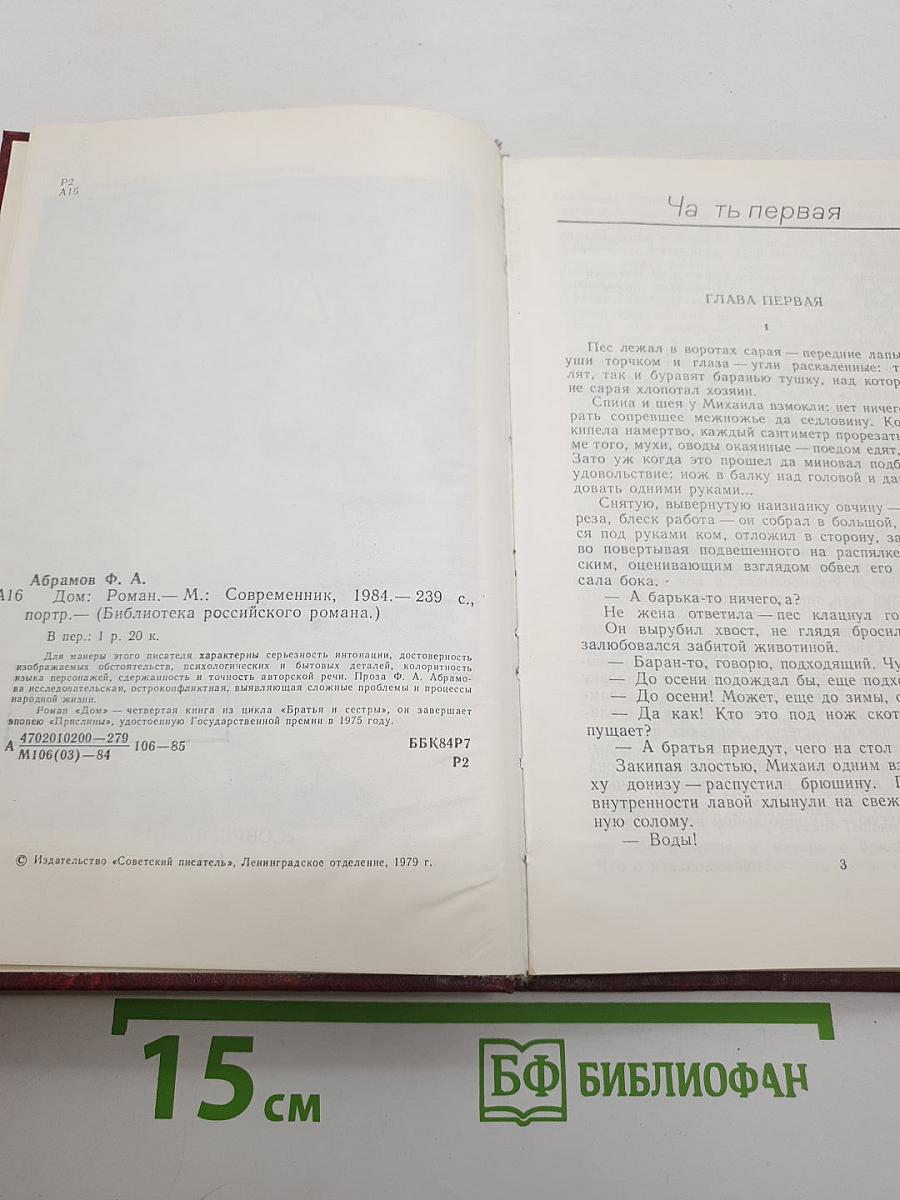 Р2
А16
Абрамов Ф. А.
А16 Дом: Роман.— М.: Современник, 1984.— 239 с.,
портр.— (Библиотека российского романа.)
В пер.: 1 р. 20 к.
Для манеры этого писателя характерны серьезность интонации, достоверность
изображаемых обстоятельств, психологических и бытовых деталей, колоритность
языка персонажей, сдержанность и точность авторской речи. Проза Ф. А. Абрамо-
ва исследовательская, остроконфликтная, выявляющая сложные проблемы и процессы
народной жизни.
Роман «Дом» — четвертая книга из цикла «Братья и сестры», он завершает
эпопею «Пряслины», удостоенную Государственной премии в 1975 году.
А 4702010200—279
М106(03)—84 106—85
ББК84Р7
Р2
© Издательство «Советский писатель», Ленинградское отделение, 1979 г.
Ча ть первая
ГЛАВА ПЕРВАЯ
1
Пес лежал в воротах сарая — передние лапы
уши торчком и глаза — угли раскаленные: т
лят, так и буравят баранью тушку, над котор
не сарая хлопотал хозяин.
Спина и шея у Михаила взмокли: нет ничег
рать сопревшее межножье да седловину. Ко
кипела намертво, каждый сантиметр прорезат
ме того, мухи, оводы окаянные — поедом едят,
Зато уж когда это прошел да миновал подб
удовольствие: нож в балку над головой и да
довать одними руками...
Снятую, вывернутую наизнанку овчину —
реза, блеск работа — он собрал в большой,
ся под руками ком, отложил в сторону, за
во повертывая подвешенного на распялке
ским, оценивающим взглядом обвел его
сала бока.
— А барька-то ничего, а?
Не жена ответила — пес клацнул го
Он вырубил хвост, не глядя бросил
залюбовался забитой животиной.
— Баран-то, говорю, подходящий. Чу
— До осени подождал бы, еще подх
— До осени! Может, еще до зимы, с
— Да как! Кто это под нож скот
пущает?
— А братья приедут, чего на стол
Закипая злостью, Михаил одним вз
ху донизу — распустил брюшину.
внутренности лавой хлынули на свеж
ную солому.
— Воды!
3
15 см
БФ БИБЛИОФАН